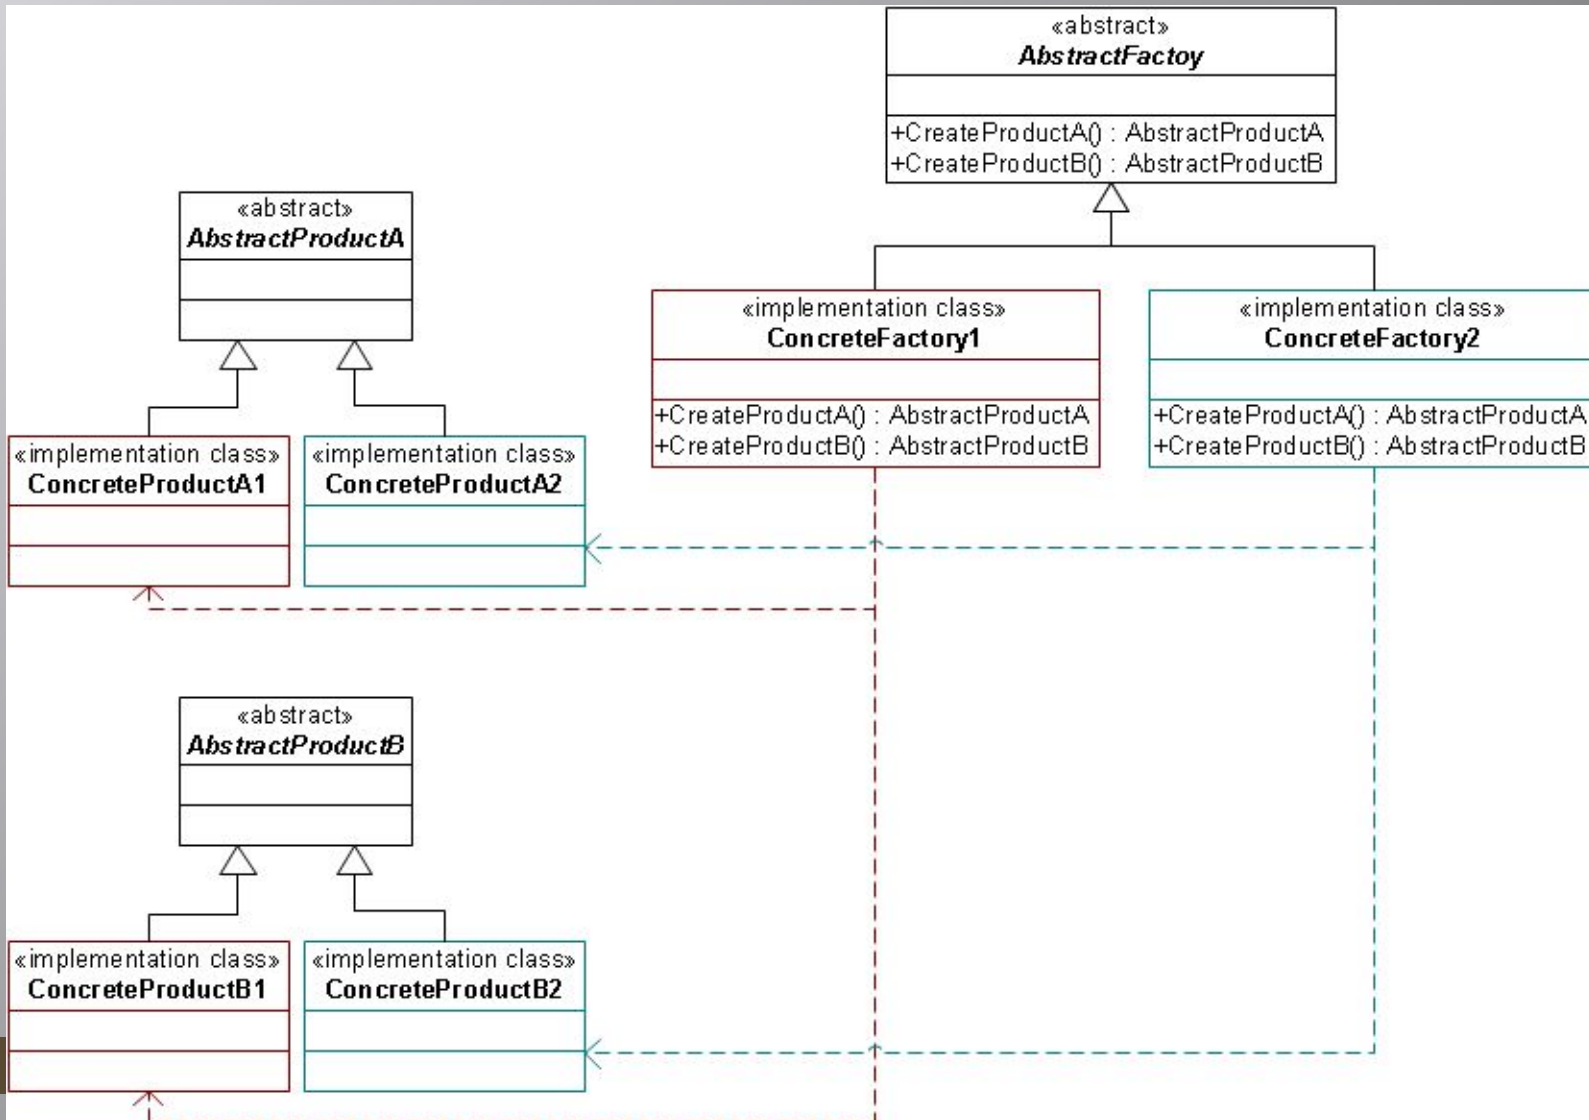 «abstract»
AbstractFactoy
+CreateProductA() : AbstractProductA
+CreateProductB() : AbstractProductB
«abstract»
AbstractProductA
«implementation class»
ConcreteFactory1
+CreateProductA() : AbstractProductA
+CreateProductB() : AbstractProductB
«implementation class»
ConcreteFactory2
+CreateProductA() : AbstractProductA
+CreateProductB() : AbstractProductB
«implementation class»
ConcreteProductA1
«implementation class»
ConcreteProductA2
«abstract»
AbstractProductB
«implementation class»
ConcreteProductB1
«implementation class»
ConcreteProductB2